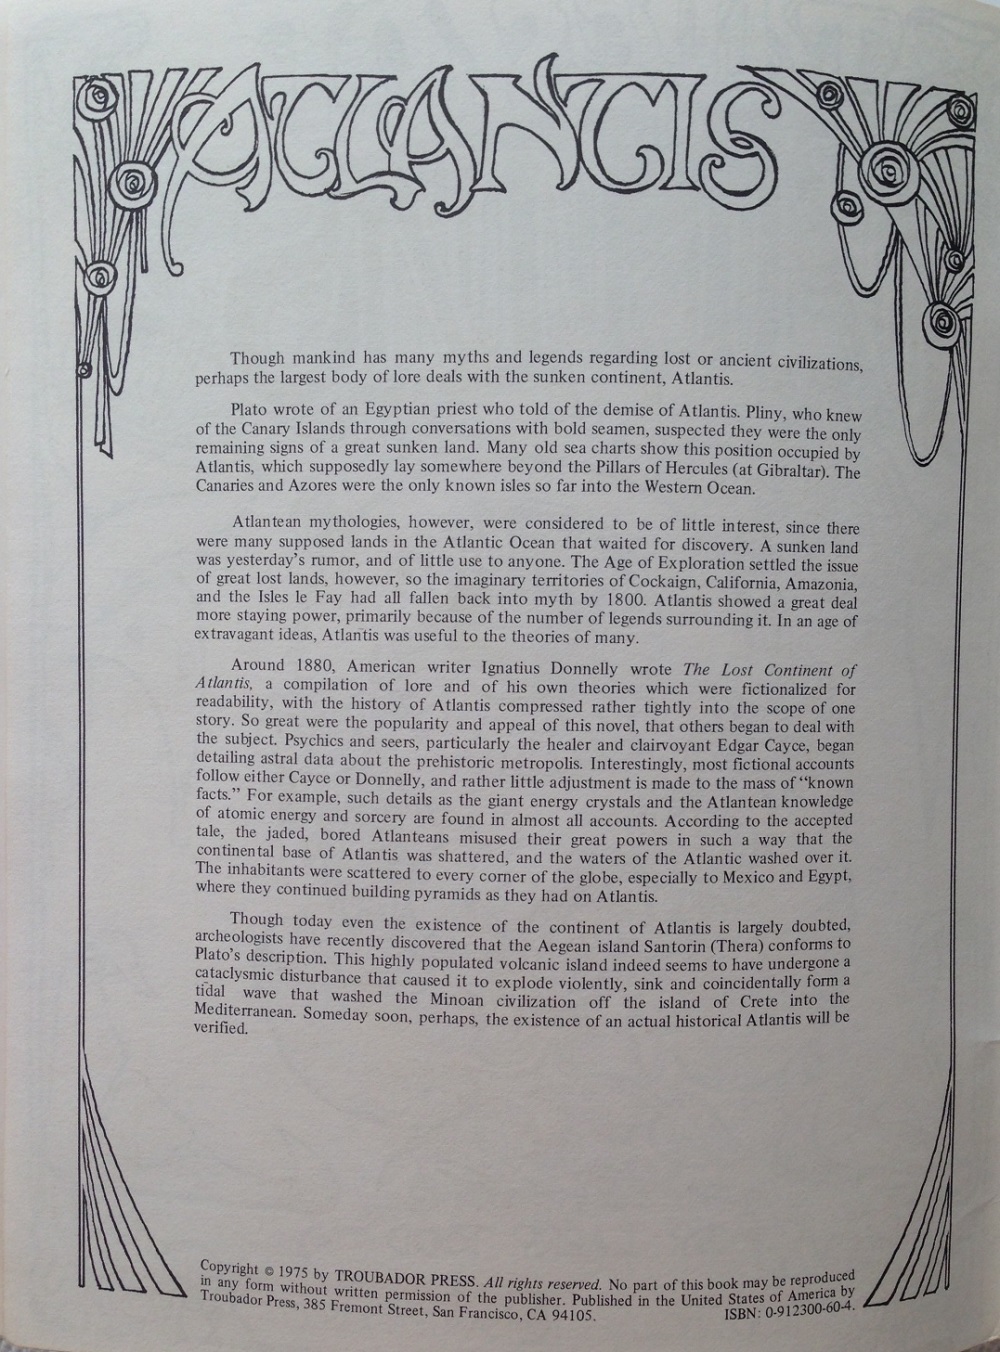 ATLANTIS
Though mankind has many myths and legends regarding lost or ancient civilizations,
perhaps the largest body of lore deals with the sunken continent, Atlantis.
Plato wrote of an Egyptian priest who told of the demise of Atlantis. Pliny, who knew
of the Canary Islands through conversations with bold seamen, suspected they were the only
remaining signs of a great sunken land. Many old sea charts show this position occupied by
Atlantis, which supposedly lay somewhere beyond the Pillars of Hercules (at Gibraltar). The
Canaries and Azores were the only known isles so far into the Western Ocean.
Atlantean mythologies, however, were considered to be of little interest, since there
were many supposed lands in the Atlantic Ocean that waited for discovery. A sunken land
was yesterday's rumor, and of little use to anyone. The Age of Exploration settled the issue
of great lost lands, however, so the imaginary territories of Cockaign, California, Amazonia,
and the Isles le Fay had all fallen back into myth by 1800. Atlantis showed a great deal
more staying power, primarily because of the number of legends surrounding it. In an age of
extravagant ideas, Atlantis was useful to the theories of many.
Around 1880, American writer Ignatius Donnelly wrote The Lost Continent of
Atlantis, a compilation of lore and of his own theories which were fictionalized for
readability, with the history of Atlantis compressed rather tightly into the scope of one
story. So great were the popularity and appeal of this novel, that others began to deal with
the subject. Psychics and seers, particularly the healer and clairvoyant Edgar Cayce, began
detailing astral data about the prehistoric metropolis. Interestingly, most fictional accounts
follow either Cayce or Donnelly, and rather little adjustment is made to the mass of "known
facts." For example, such details as the giant energy crystals and the Atlantean knowledge
of atomic energy and sorcery are found in almost all accounts. According to the accepted
tale, the jaded, bored Atlanteans misused their great powers in such a way that the
continental base of Atlantis was shattered, and the waters of the Atlantic washed over it.
The inhabitants were scattered to every corner of the globe, especially to Mexico and Egypt,
where they continued building pyramids as they had on Atlantis.
Though today even the existence of the continent of Atlantis is largely doubted,
archeologists have recently discovered that the Aegean island Santorin (Thera) conforms to
Plato's description. This highly populated volcanic island indeed seems to have undergone a
cataclysmic disturbance that caused it to explode violently, sink and coincidentally form a
tidal wave that washed the Minoan civilization off the island of Crete into the
Mediterranean. Someday soon, perhaps, the existence of an actual historical Atlantis will be
verified.
Copyright © 1975 by TROUBADOR PRESS. All rights reserved. No part of this book may be reproduced
in any form without written permission of the publisher. Published in the United States of America by
Troubador Press, 385 Fremont Street, San Francisco, CA 94105. ISBN: 0-912300-60-4.